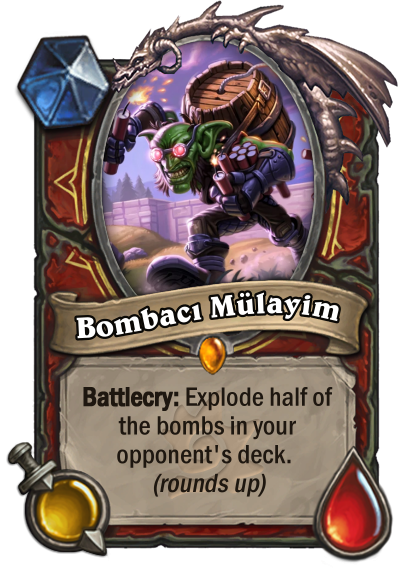 Bombacı Mülayim
Battlecry: Explode half of
the bombs in your
opponent's deck.
(rounds up)